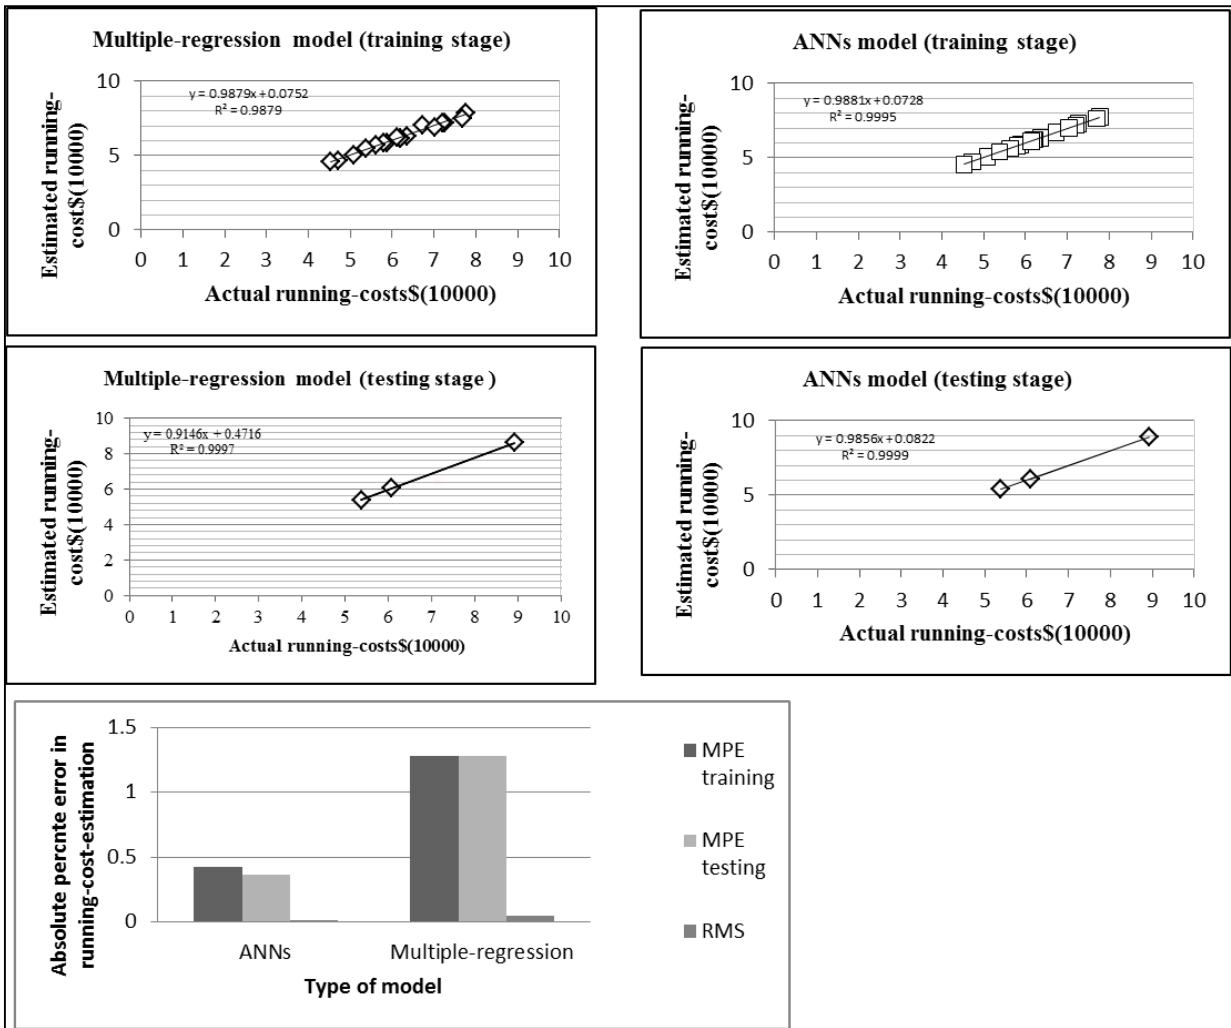 Multiple-regression model (training stage)
Estimated running-
cost$(10000)
y = 0.9879x + 0.0752
R² = 0.9879
10
5
0
0 1 2 3 4 5 6 7 8 9 10
Actual running-costs$(10000)
ANNs model (training stage)
Estimated running-
cost$(10000)
y = 0.9881x + 0.0728
R² = 0.9995
10
5
0
0 1 2 3 4 5 6 7 8 9 10
Actual running-costs$(10000)
Multiple-regression model (testing stage )
Estimated running-
cost$(10000)
y = 0.9146x + 0.4716
R² = 0.9997
10
8
6
4
2
0
0 1 2 3 4 5 6 7 8 9 10
Actual running-costs$(10000)
ANNs model (testing stage)
Estimated running-
cost$(10000)
y = 0.9856x + 0.0822
R² = 0.9999
10
5
0
0 1 2 3 4 5 6 7 8 9 10
Actual running-costs$(10000)
Absolute percnte error in
running-cost-estimation
1.5
1
0.5
0
ANNs Multiple-regression
Type of model
MPE
training
MPE
testing
RMS